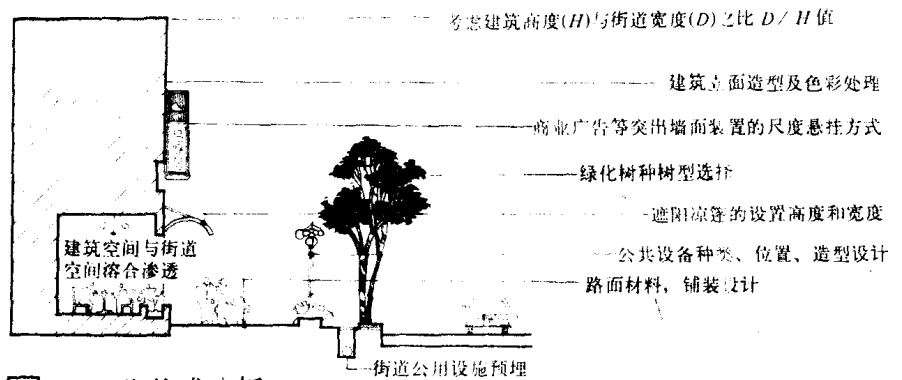 考虑建筑高度(H)与街道宽度(D)之比 D/H 值
建筑立面造型及色彩处理
商业广告等突出墙面装置的尺度悬挂方式
绿化树种树型选择
遮阳凉篷的设置高度和宽度
建筑空间与街道
空间溶合渗透
公共设备种类、位置、造型设计
路面材料，铺装设计
街道公用设施预埋